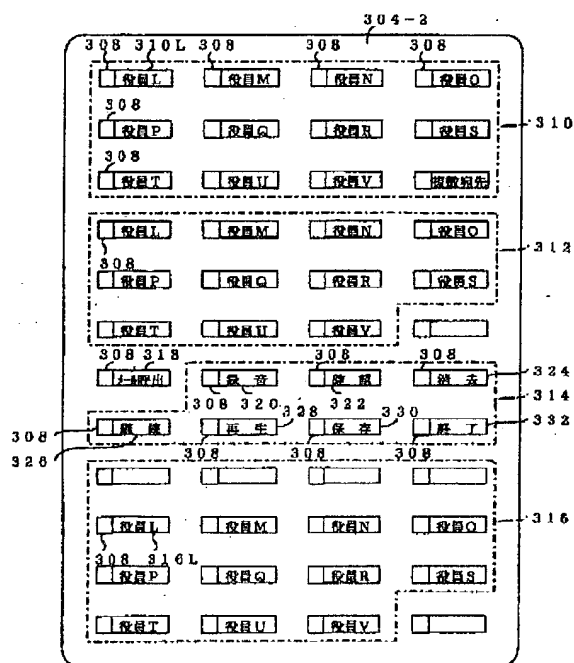 304-2
308 310L 308 308 308
役員L 役員M 役員N 役員O
308
役員P 役員Q 役員R 役員S
310
308
役員T 役員U 役員V 複数宛先
役員L 役員M 役員N 役員O
312
308
役員P 役員Q 役員R 役員S
役員T 役員U 役員V
308 318 308 308
メール呼出 録音 確認 消去
324
308 320 322
314
328 330
離線 再生 保存 終了
332
308
326
308 308 308
316
役員L 役員M 役員N 役員O
308 316L
役員P 役員Q 役員R 役員S
役員T 役員U 役員V